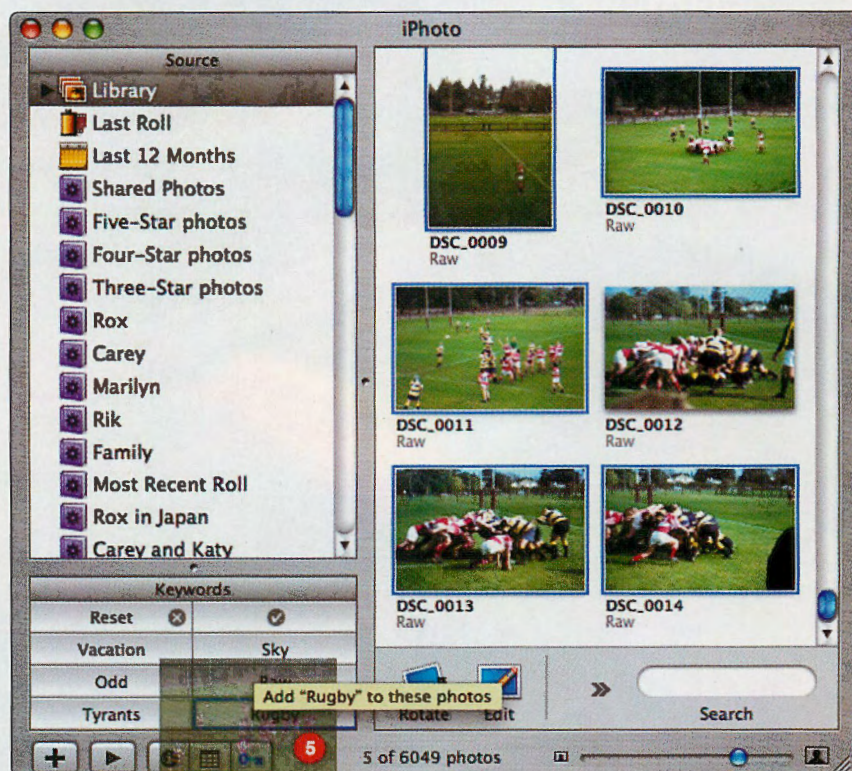 iPhoto
Source
Library
Last Roll
Last 12 Months
Shared Photos
Five-Star photos
Four-Star photos
Three-Star photos
Rox
Carey
Marilyn
Rik
Family
Most Recent Roll
Rox in Japan
Carey and Katy
Keywords
Reset
Vacation Sky
Odd Raw
Tyrants Rugby
DSC_0009
Raw
DSC_0010
Raw
DSC_0011
Raw
DSC_0012
Raw
DSC_0013
Raw
DSC_0014
Raw
Add "Rugby" to these photos
5
Rotate Edit
»
Search
5 of 6049 photos